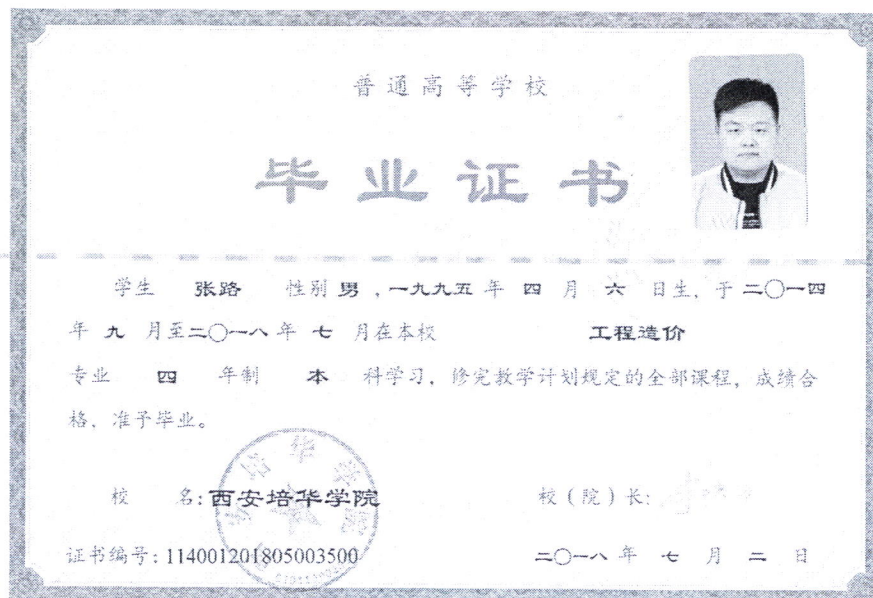 普通高等学校
毕业证书
学生 张路 性别 男，一九九五 年 四 月 六 日生，于 二〇一四
年 九 月至二〇一八 年 七 月在本校 工程造价
专业 四 年制 本 科学习，修完教学计划规定的全部课程，成绩合
格，准予毕业。
校 名：西安培华学院 校（院）长：
证书编号：114001201805003500 二〇一八 年 七 月 二 日